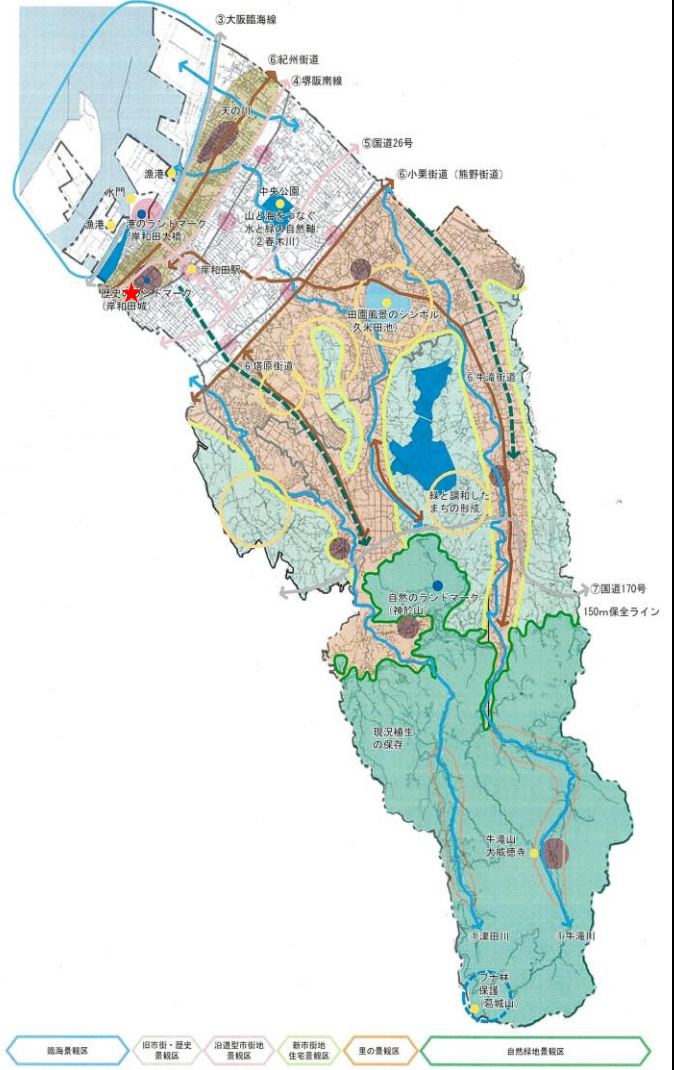 ③大阪臨海線
⑥紀州街道
④堺阪南線
天の川
⑤国道26号
漁港
⑥小栗街道（熊野街道）
水門
中央公園
漁港
港のランドマーク
（岸和田大橋）
山と海をつなぐ
水と緑の自然軸
（②春木川）
岸和田駅
歴史のランドマーク
（岸和田城）
田園風景のシンボル
（久米田池）
⑥塔原街道
⑥牛滝街道
緑と調和した
まちの形成
⑦国道170号
自然のランドマーク
（神於山）
150m保全ライン
現況植生
の保存
牛滝山
大威徳寺
①津田川
①牛滝川
ブナ林
保護
（葛城山）
臨海景観区
旧市街・歴史
景観区
沿道型市街地
景観区
新市街地
住宅景観区
里の景観区
自然緑地景観区